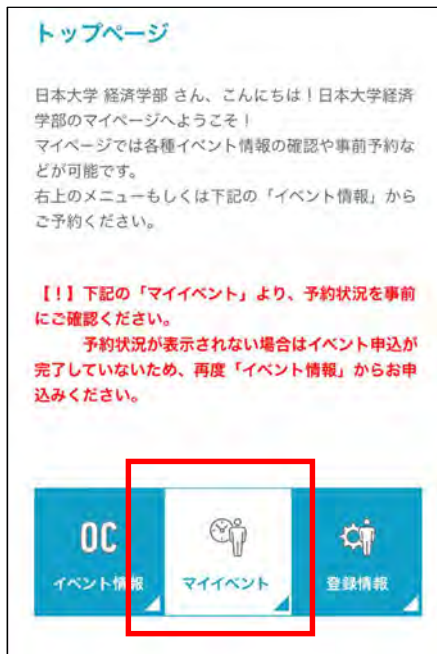 トップページ
日本大学 経済学部 さん、こんにちは！日本大学経済
学部のマイページへようこそ！
マイページでは各種イベント情報の確認や事前予約な
どが可能です。
右上のメニューもしくは下記の「イベント情報」から
ご予約ください。
【！】下記の「マイイベント」より、予約状況を事前
にご確認ください。
予約状況が表示されない場合はイベント申込が
完了していないため、再度「イベント情報」からお申
込みください。
OC
イベント情報
マイイベント
登録情報